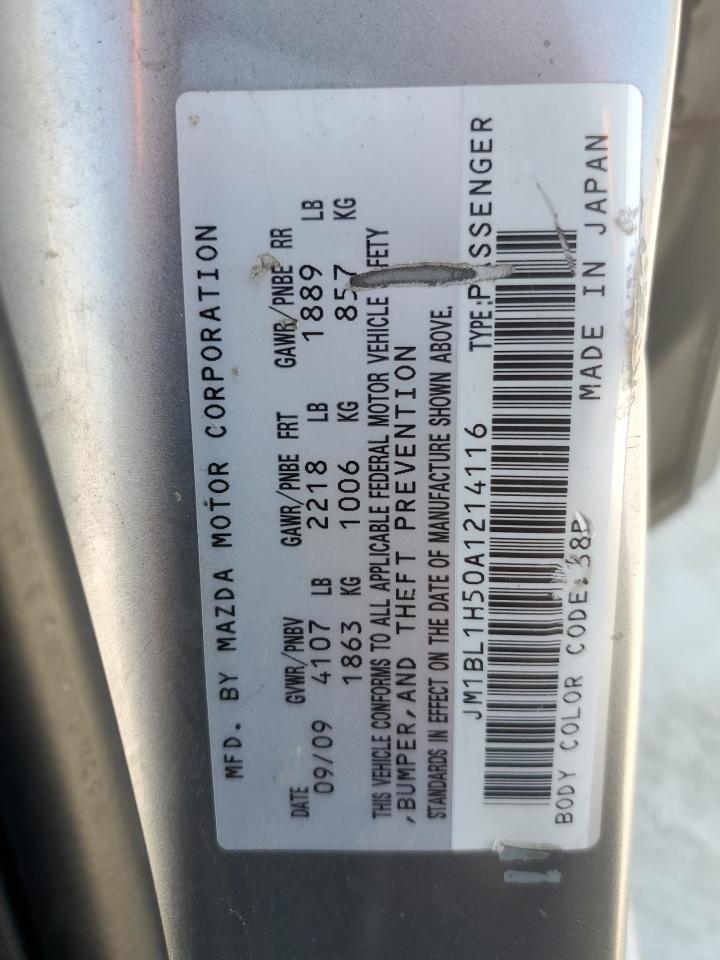 MFD. BY MAZDA MOTOR CORPORATION
DATE GVWR/PNBV GAWR/PNBE FRT GAWR/PNBE RR
09/09 4107 LB 2218 LB 1889 LB
1863 KG 1006 KG 857 KG
THIS VEHICLE CONFORMS TO ALL APPLICABLE FEDERAL MOTOR VEHICLE FETY
,BUMPER,AND THEFT PREVENTION
STANDARDS IN EFFECT ON THE DATE OF MANUFACTURE SHOWN ABOVE.
JM1BL1H50A1214116 TYPE:PASSENGER
BODY COLOR CODE:38P
MADE IN JAPAN